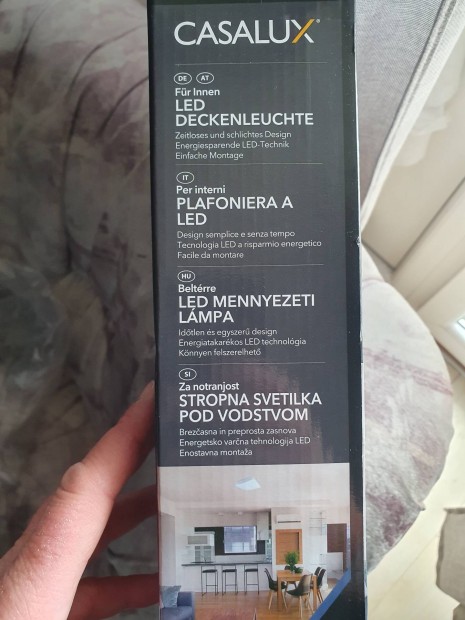 CASALUX
DE AT
Für Innen
LED
DECKENLEUCHTE
Zeitloses und schlichtes Design
Energiesparende LED-Technik
Einfache Montage
IT
Per interni
PLAFONIERA A
LED
Design semplice e senza tempo
Tecnologia LED a risparmio energetico
Facile da montare
HU
Beltérre
LED MENNYEZETI
LÁMPA
Időtlen és egyszerű design
Energiatakarékos LED technológia
Könnyen felszerelhető
SI
Za notranjost
STROPNA SVETILKA
POD VODSTVOM
Brezčasna in preprosta zasnova
Energetsko varčna tehnologija LED
Enostavna montaža